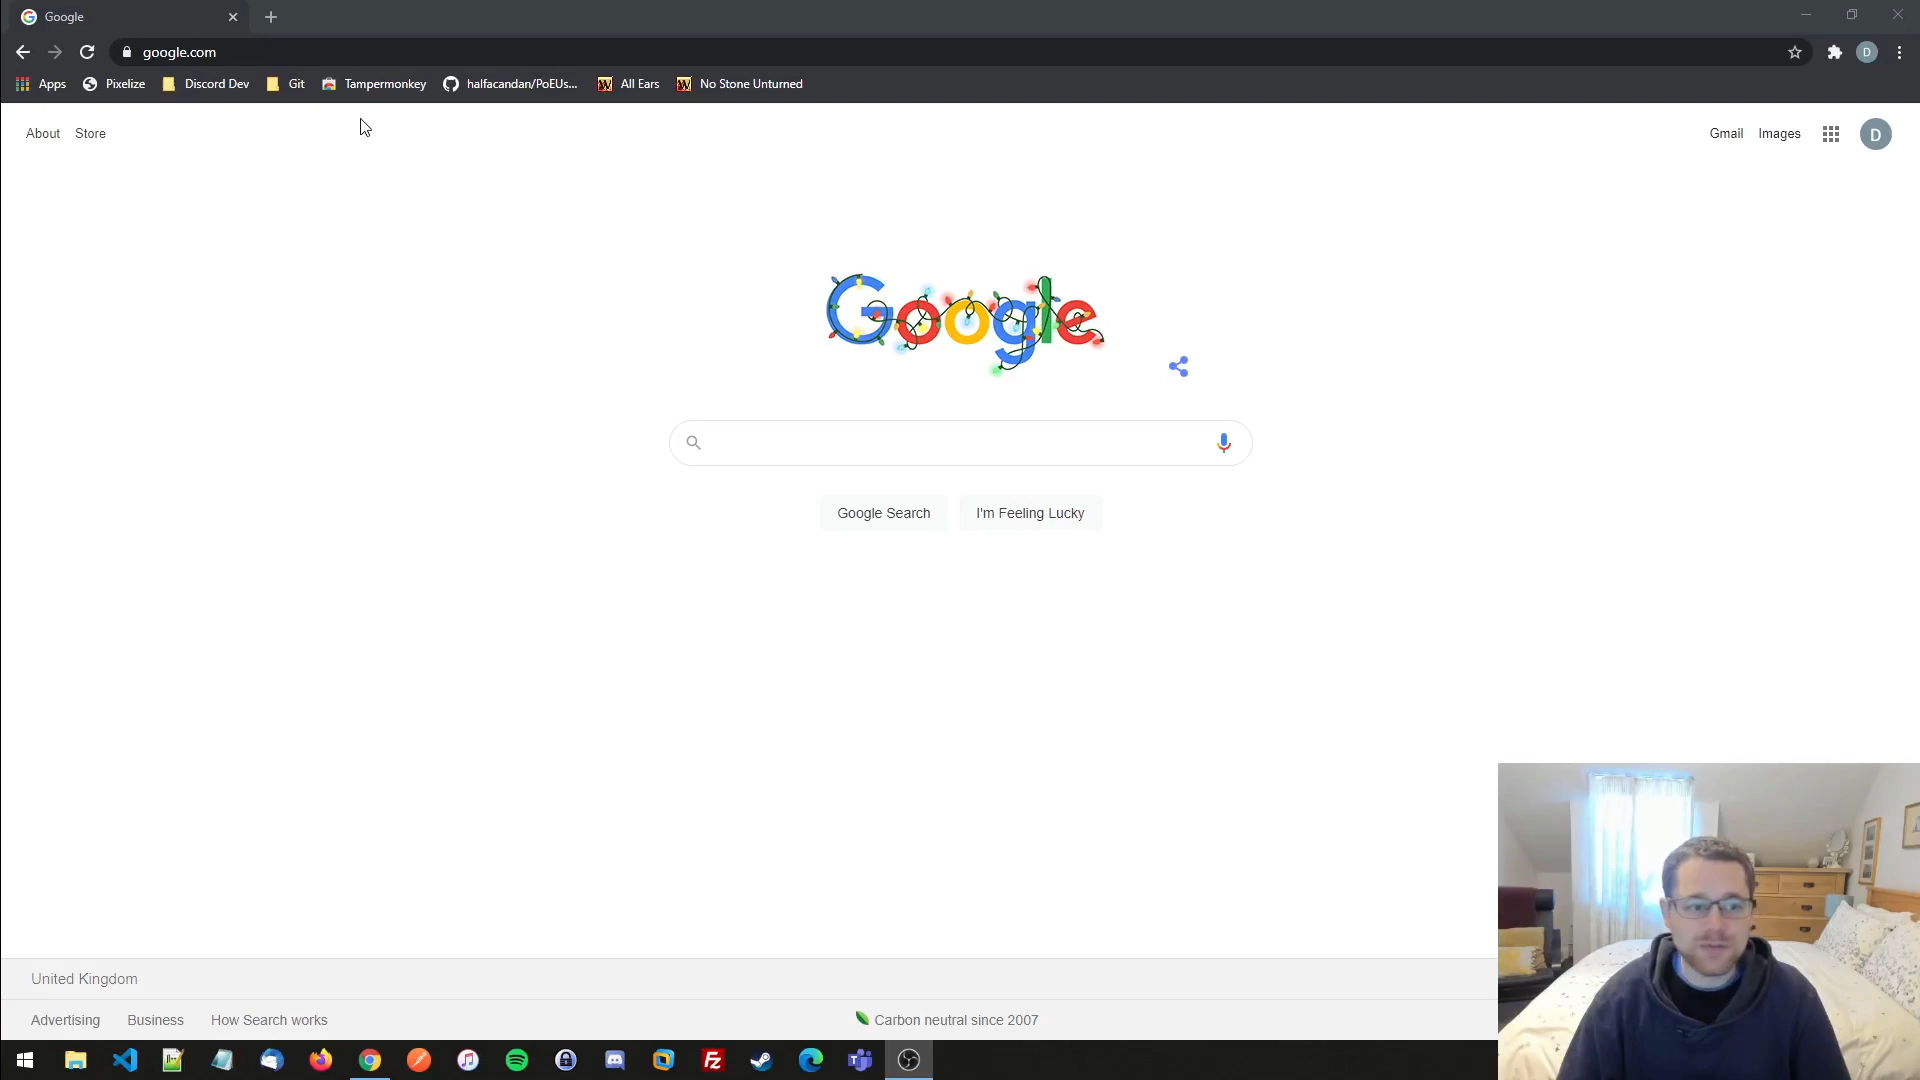 Google
google.com
Apps Pixelize Discord Dev Git Tampermonkey halfacandan/PoEUs... All Ears No Stone Unturned
About Store Gmail Images D
Google
Google Search I'm Feeling Lucky
United Kingdom
Advertising Business How Search works Carbon neutral since 2007